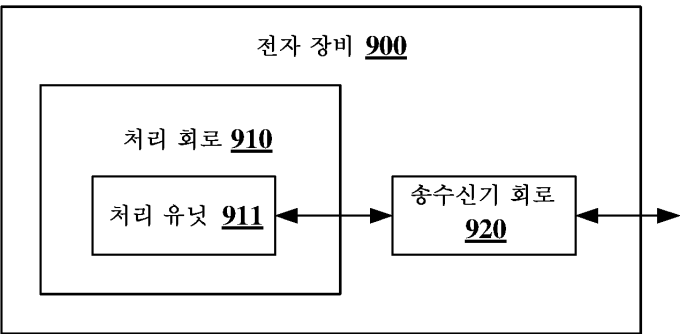 전자 장비 900
처리 회로 910
처리 유닛 911
송수신기 회로
920